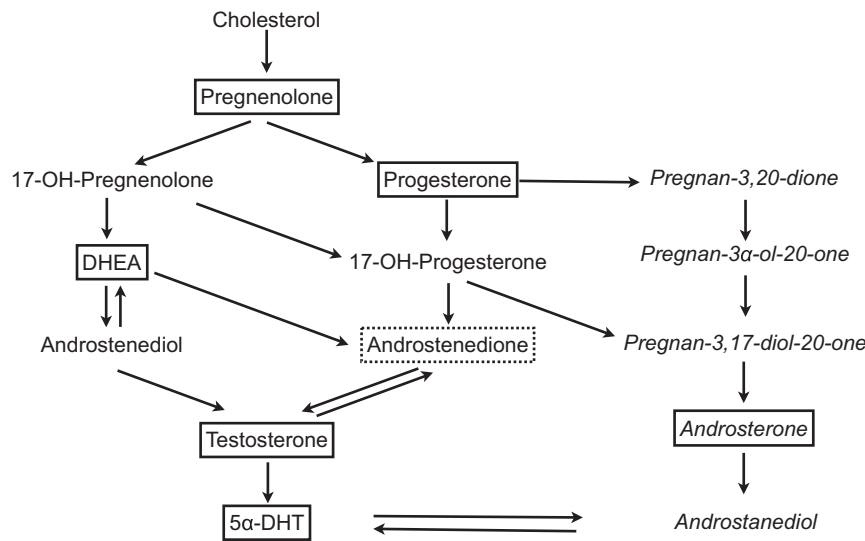 Cholesterol
Pregnenolone
17-OH-Pregnenolone
Progesterone
Pregnan-3,20-dione
DHEA
17-OH-Progesterone
Pregnan-3α-ol-20-one
Androstenediol
Androstenedione
Pregnan-3,17-diol-20-one
Testosterone
Androsterone
5α-DHT
Androstanediol